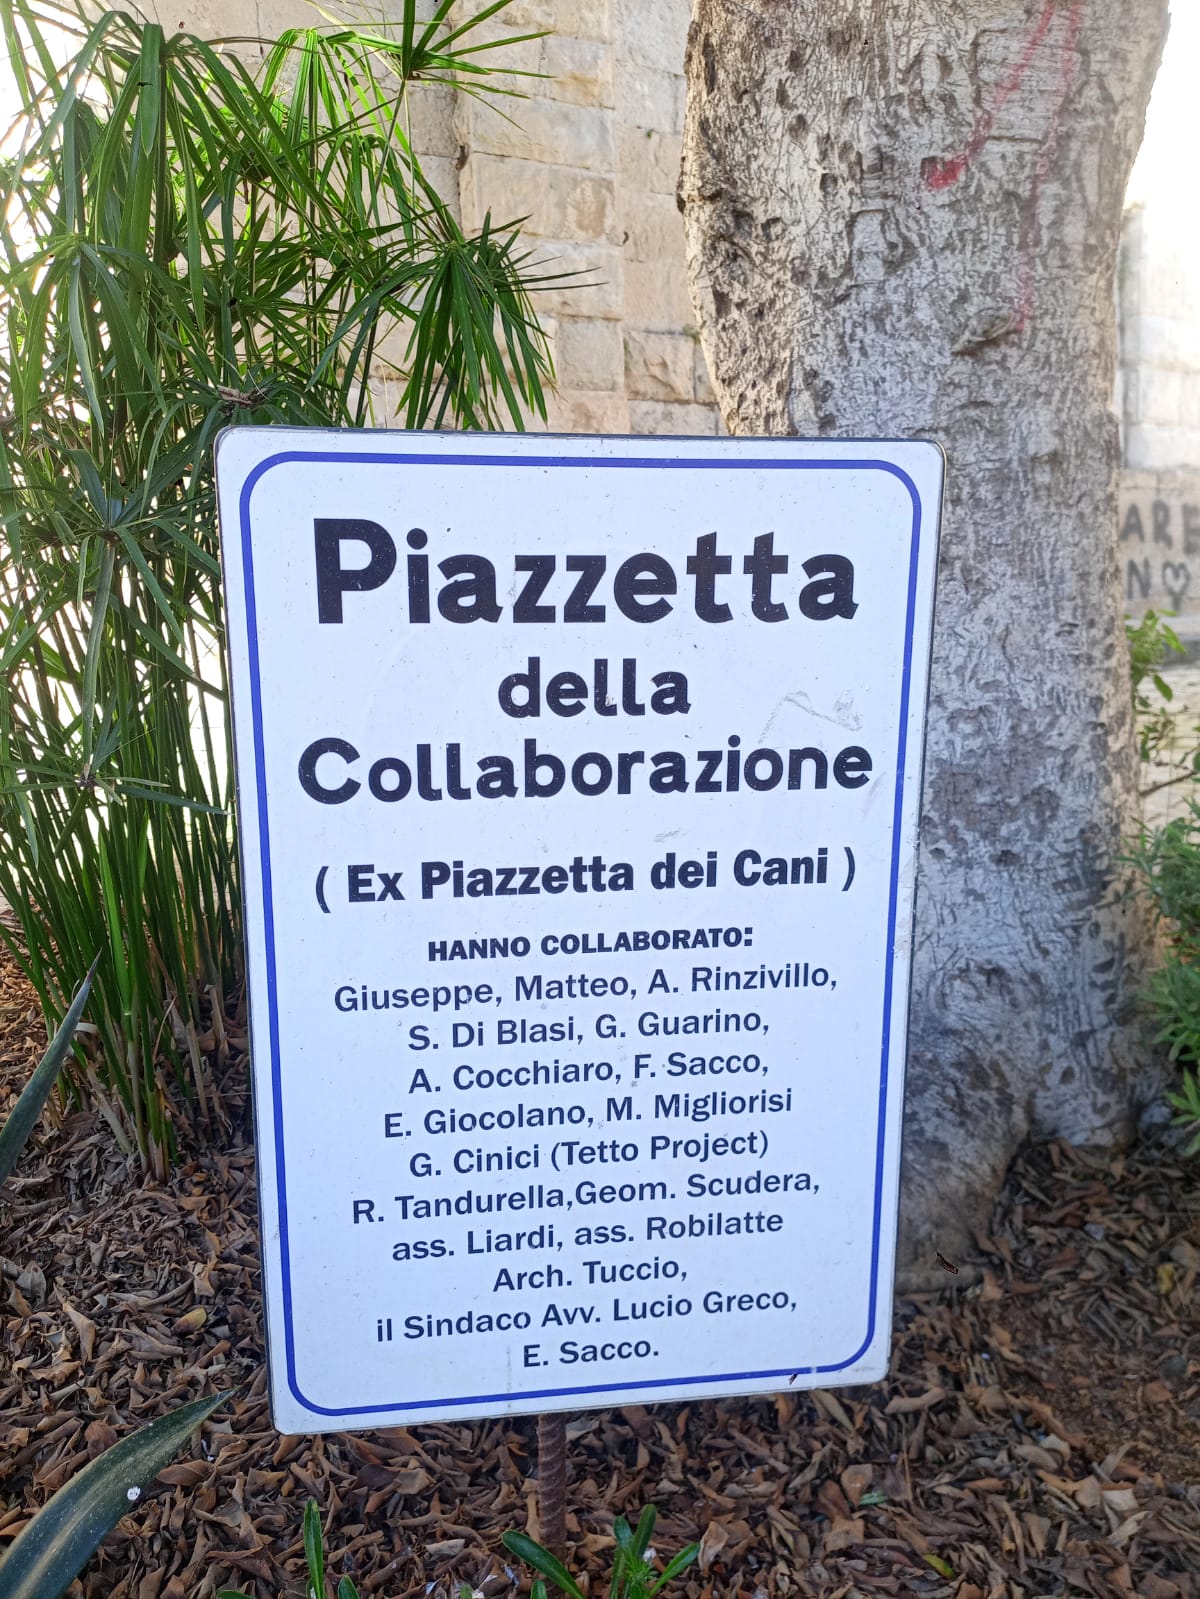 Piazzetta
della
Collaborazione
( Ex Piazzetta dei Cani )
HANNO COLLABORATO:
Giuseppe, Matteo, A. Rinzivillo,
S. Di Blasi, G. Guarino,
A. Cocchiaro, F. Sacco,
E. Giocolano, M. Migliorisi
G. Cinici (Tetto Project)
R. Tandurella,Geom. Scudera,
ass. Liardi, ass. Robilatte
Arch. Tuccio,
il Sindaco Avv. Lucio Greco,
E. Sacco.